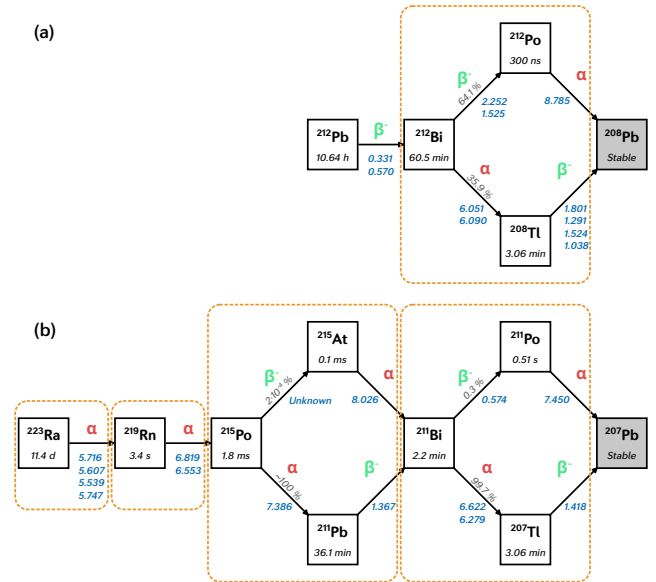 (a)
²¹²Po
300 ns
β⁻
64.1 %
2.252
1.525
α
8.785
²¹²Pb
10.64 h
β⁻
0.331
0.570
²¹²Bi
60.5 min
²⁰⁸Pb
Stable
α
35.9 %
6.051
6.090
β⁻
1.801
1.291
1.524
1.038
²⁰⁸Tl
3.06 min
(b)
²¹⁵At
0.1 ms
²¹¹Po
0.51 s
β⁻
2·10⁻⁴ %
Unknown
α
8.026
β⁻
0.3 %
0.574
α
7.450
²²³Ra
11.4 d
α
5.716
5.607
5.539
5.747
²¹⁹Rn
3.4 s
α
6.819
6.553
²¹⁵Po
1.8 ms
²¹¹Bi
2.2 min
²⁰⁷Pb
Stable
α
~100 %
7.386
β⁻
1.367
α
99.7 %
6.622
6.279
β⁻
1.418
²¹¹Pb
36.1 min
²⁰⁷Tl
3.06 min